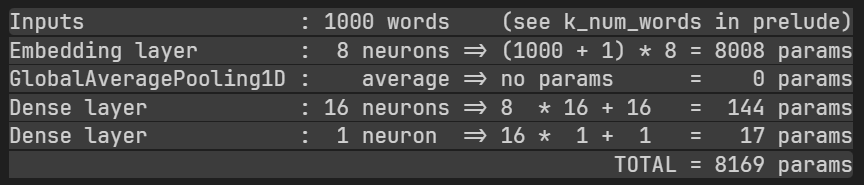 Inputs                  : 1000 words    (see k_num_words in prelude)
Embedding layer         :  8 neurons => (1000 + 1) * 8 = 8008 params
GlobalAveragePooling1D :    average => no params      =    0 params
Dense layer             : 16 neurons => 8  * 16 + 16   =  144 params
Dense layer             :  1 neuron  => 16 *  1 +  1   =   17 params
TOTAL = 8169 params